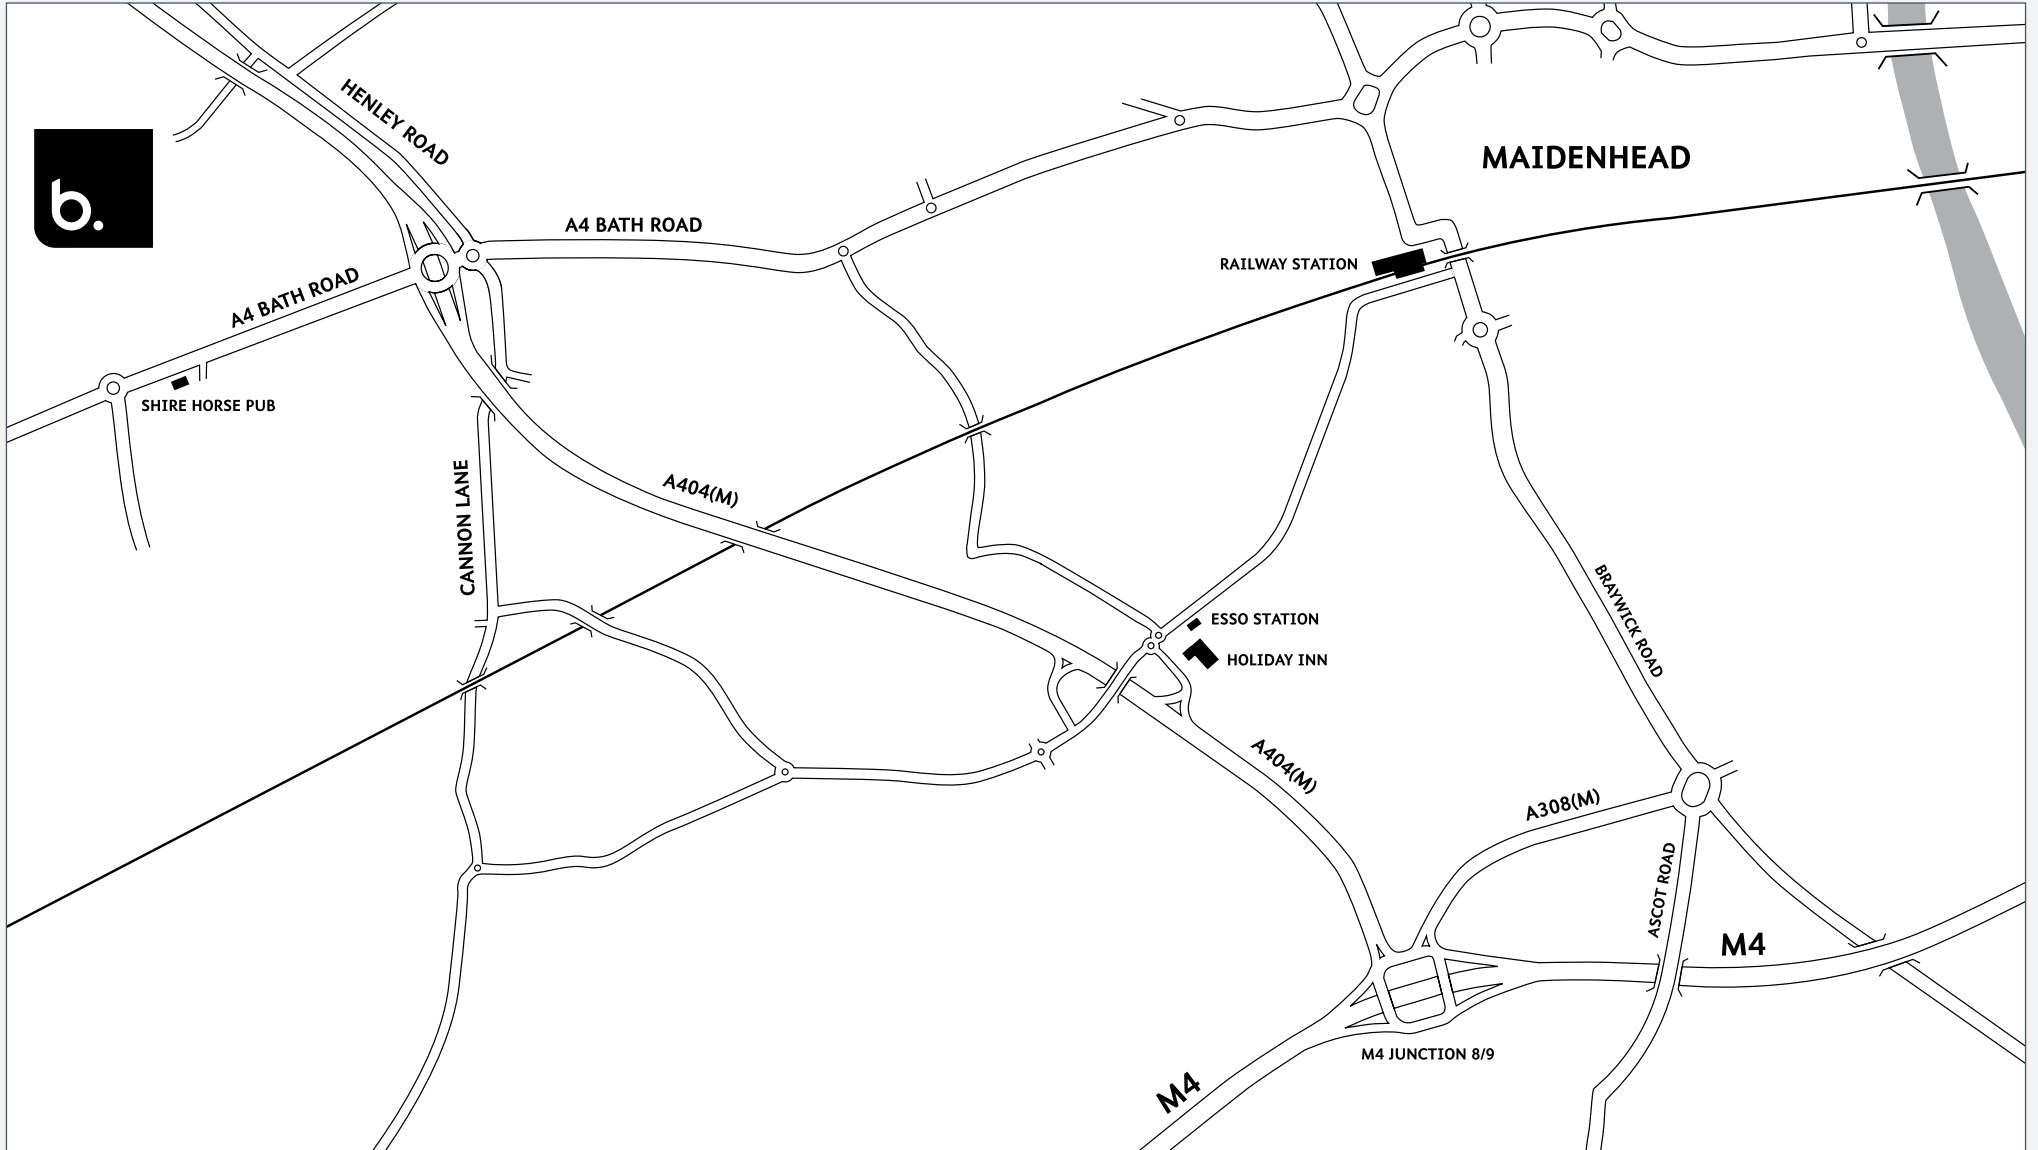 HENLEY ROAD
MAIDENHEAD
b.
A4 BATH ROAD
RAILWAY STATION
A4 BATH ROAD
SHIRE HORSE PUB
CANNON LANE
A404(M)
BRAYWICK ROAD
ESSO STATION
HOLIDAY INN
A404(M)
A308(M)
ASCOT ROAD
M4
M4 JUNCTION 8/9
M4